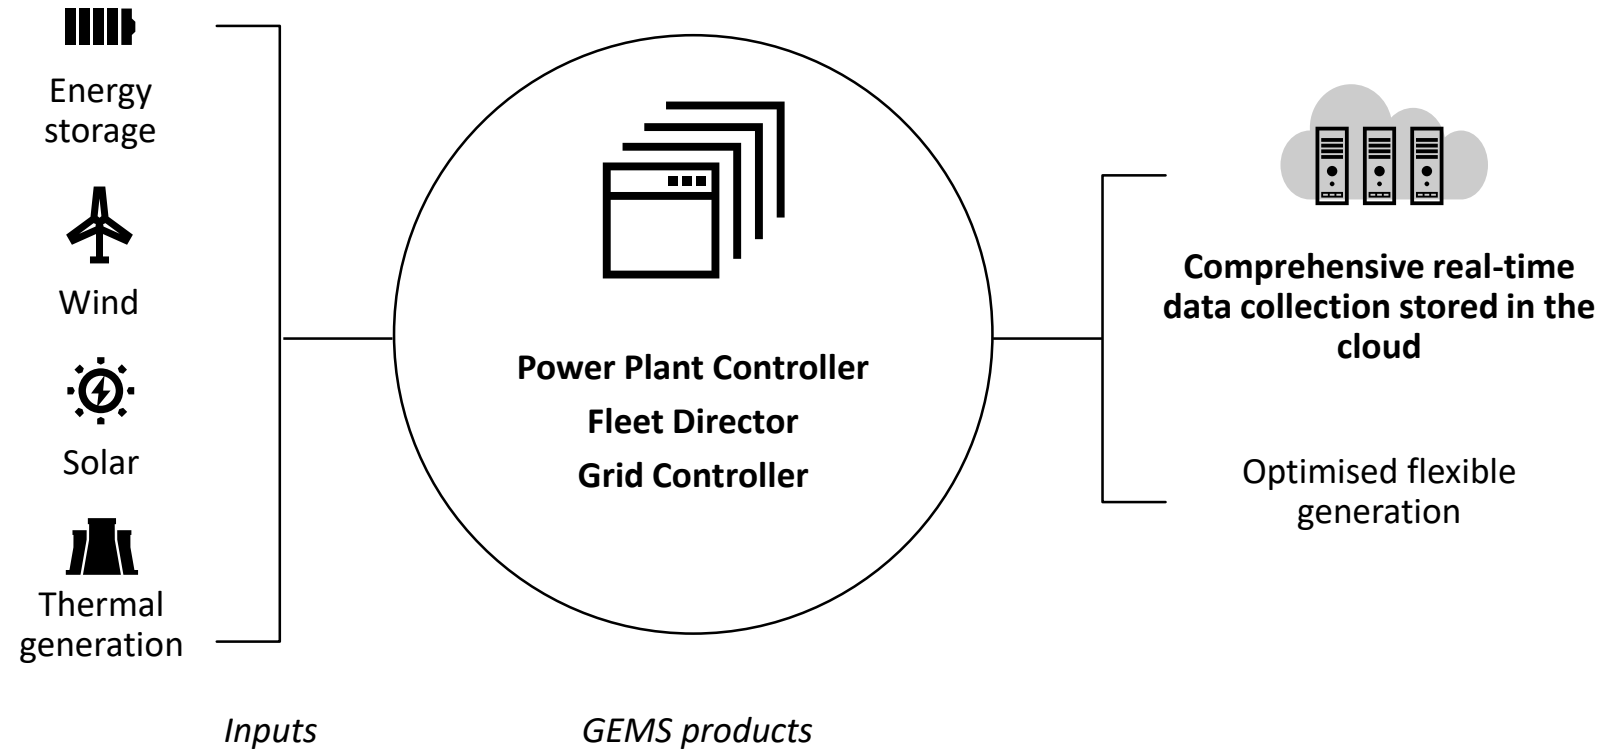 Energy
storage
Wind
Solar
Thermal
generation
Power Plant Controller
Fleet Director
Grid Controller
Comprehensive real-time
data collection stored in the
cloud
Optimised flexible
generation
Inputs
GEMS products